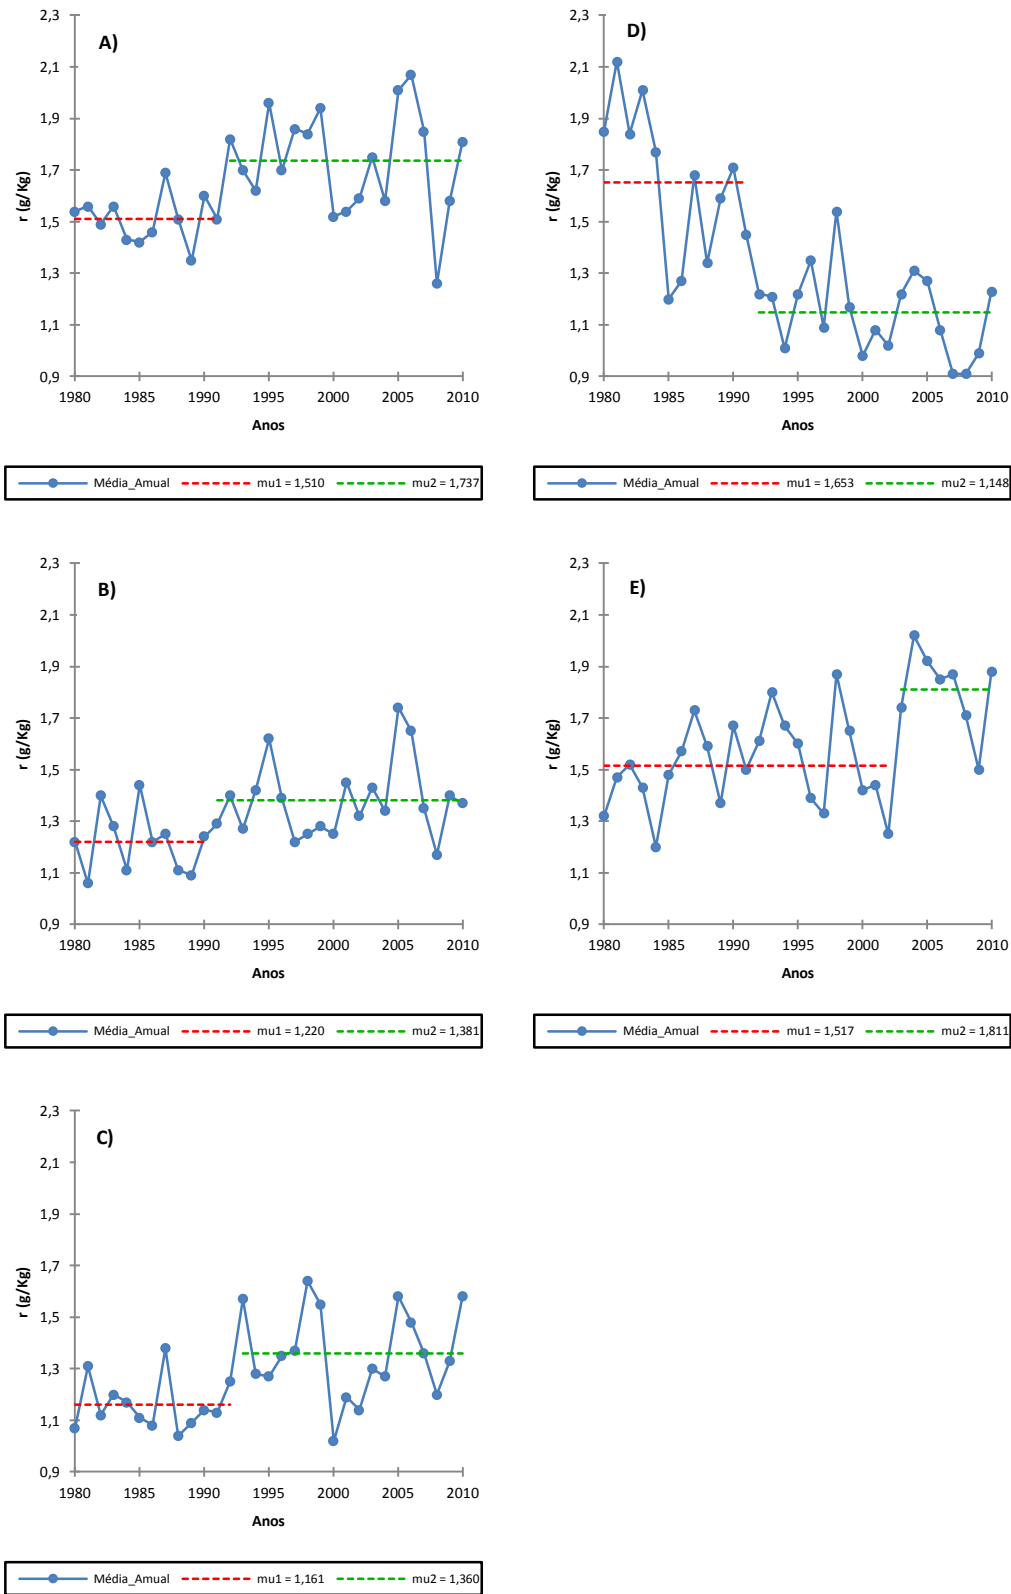 A)
2,3
2,1
1,9
1,7
1,5
1,3
1,1
0,9
r (g/Kg)
1980 1985 1990 1995 2000 2005 2010
Anos
Média_Amual mu1 = 1,510 mu2 = 1,737
D)
2,3
2,1
1,9
1,7
1,5
1,3
1,1
0,9
r (g/Kg)
1980 1985 1990 1995 2000 2005 2010
Anos
Média_Amual mu1 = 1,653 mu2 = 1,148
B)
2,3
2,1
1,9
1,7
1,5
1,3
1,1
0,9
r (g/Kg)
1980 1985 1990 1995 2000 2005 2010
Anos
Média_Amual mu1 = 1,220 mu2 = 1,381
E)
2,3
2,1
1,9
1,7
1,5
1,3
1,1
0,9
r (g/Kg)
1980 1985 1990 1995 2000 2005 2010
Anos
Média_Amual mu1 = 1,517 mu2 = 1,811
C)
2,3
2,1
1,9
1,7
1,5
1,3
1,1
0,9
r (g/Kg)
1980 1985 1990 1995 2000 2005 2010
Anos
Média_Amual mu1 = 1,161 mu2 = 1,360